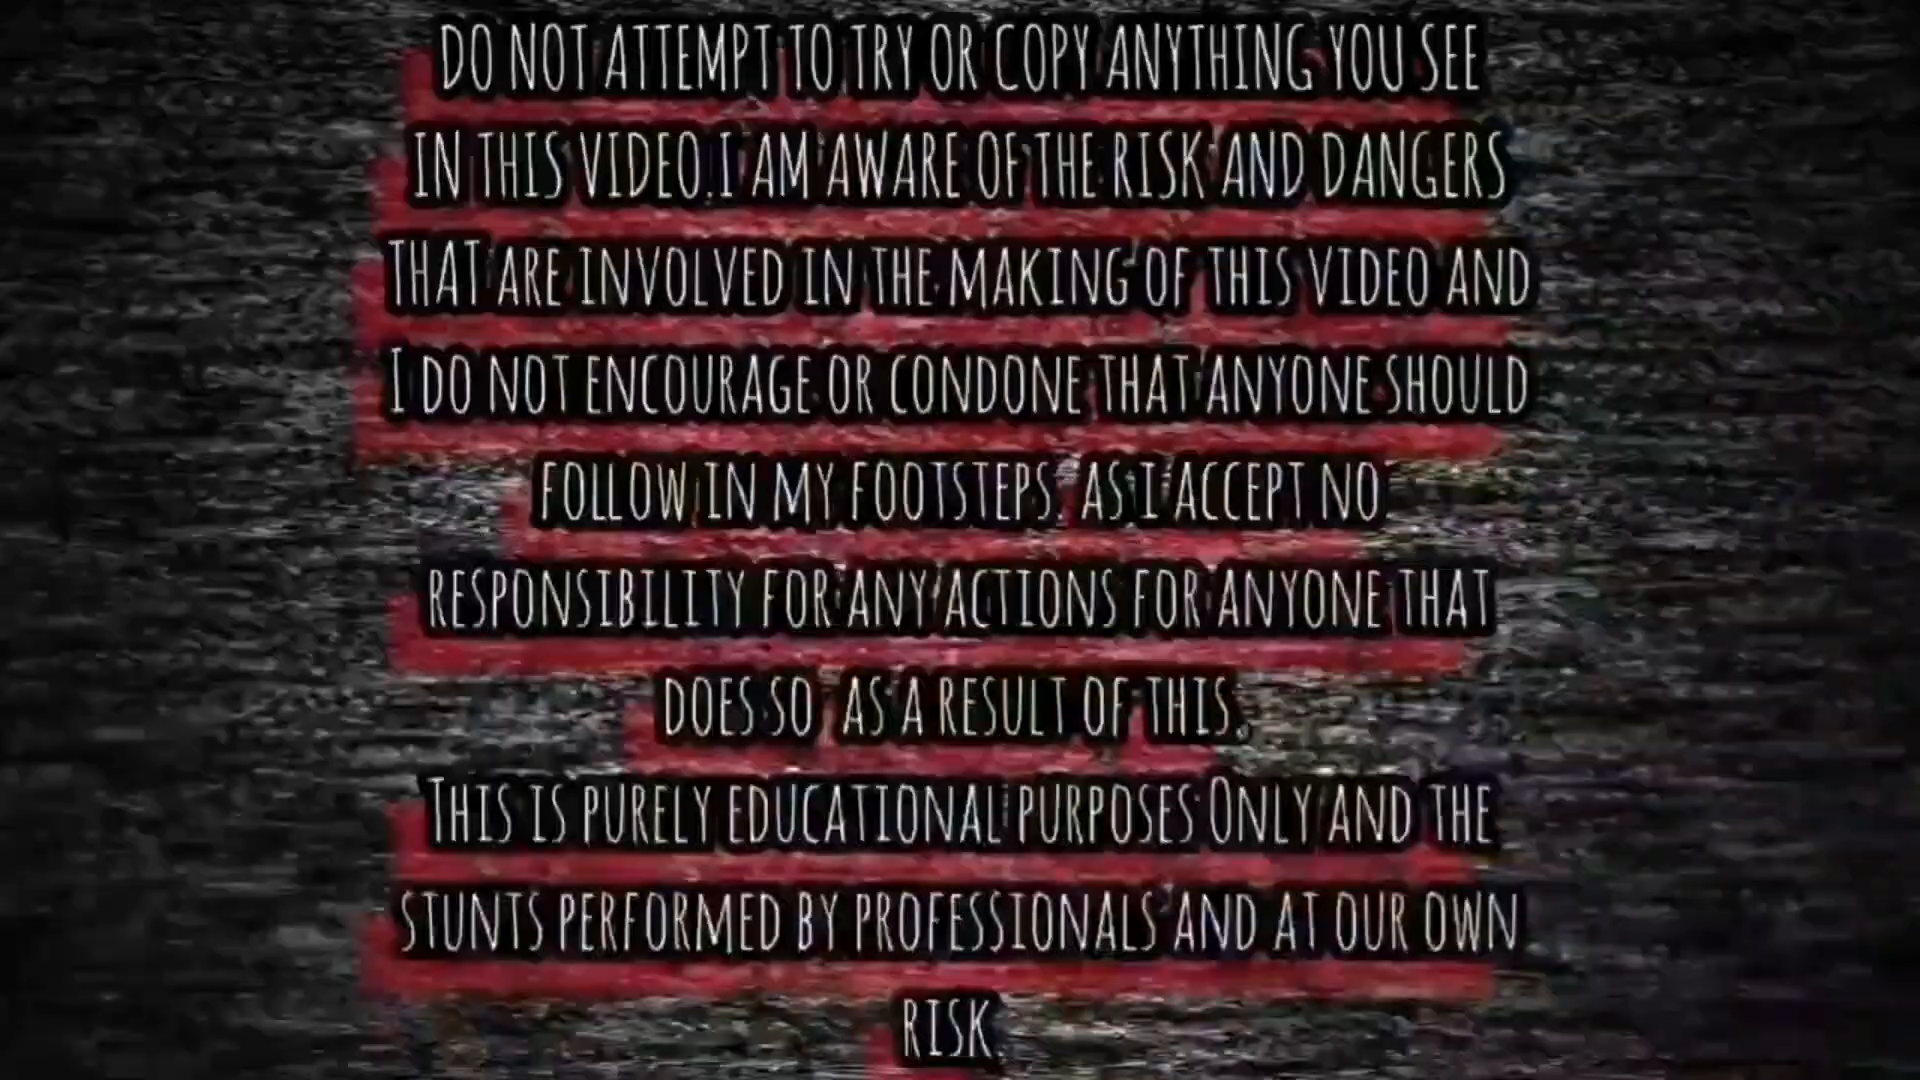 DO NOT ATTEMPT TO TRY OR COPY ANYTHING YOU SEE
IN THIS VIDEO.I AM AWARE OF THE RISK AND DANGERS
THAT ARE INVOLVED IN THE MAKING OF THIS VIDEO AND
I DO NOT ENCOURAGE OR CONDONE THAT ANYONE SHOULD
FOLLOW IN MY FOOTSTEPS. AS I ACCEPT NO
RESPONSIBILITY FOR ANY ACTIONS FOR ANYONE THAT
DOES SO  AS A RESULT OF THIS.
THIS IS PURELY EDUCATIONAL PURPOSES ONLY AND THE
STUNTS PERFORMED BY PROFESSIONALS AND AT OUR OWN
RISK.